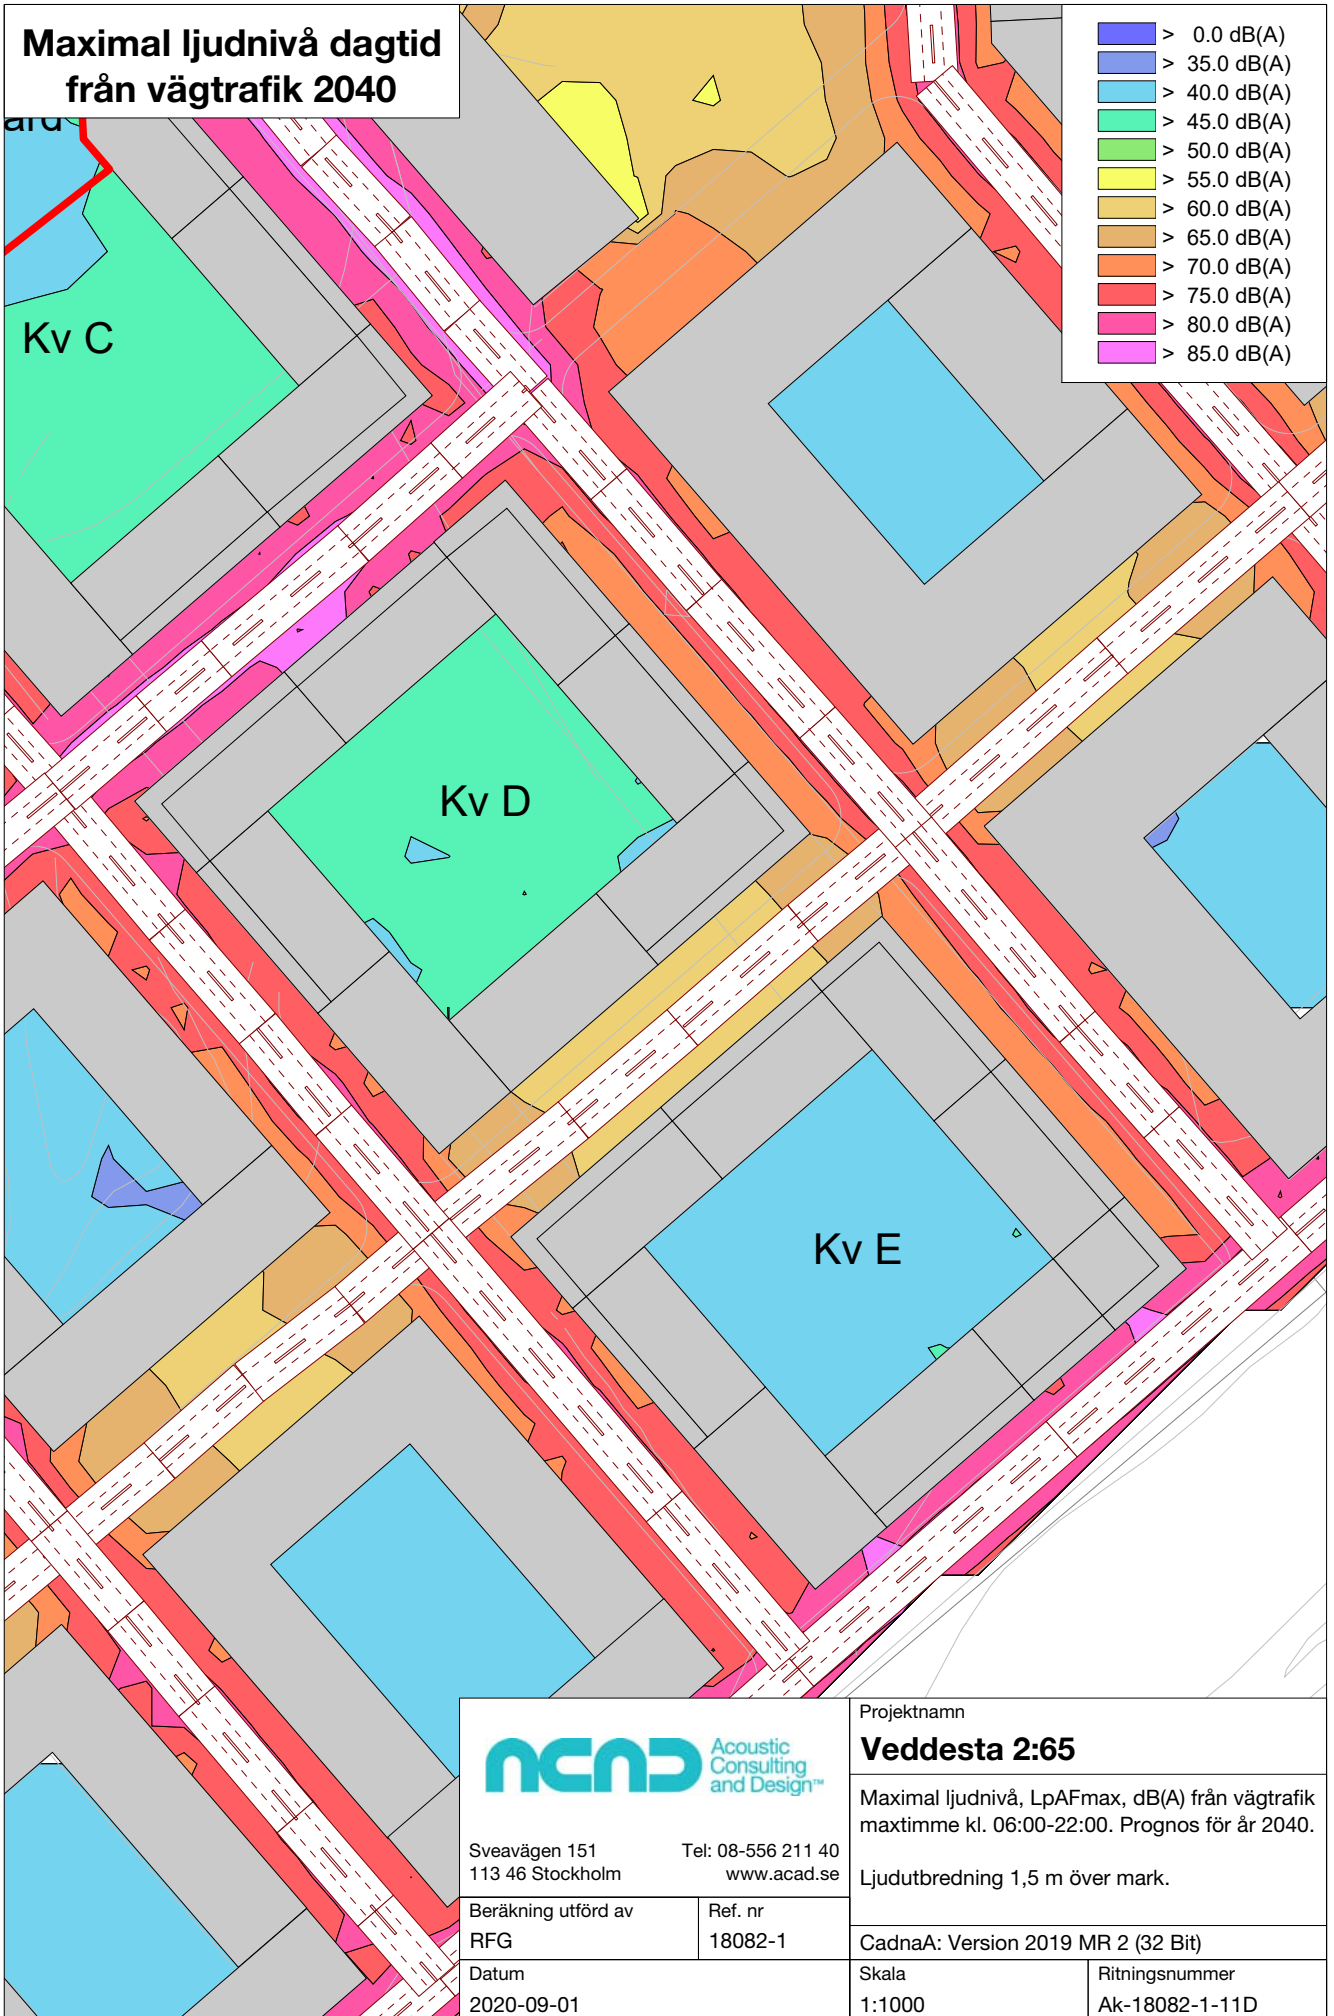 Maximal ljudnivå dagtid
från vägtrafik 2040
> 0.0 dB(A)
> 35.0 dB(A)
> 40.0 dB(A)
> 45.0 dB(A)
> 50.0 dB(A)
> 55.0 dB(A)
> 60.0 dB(A)
> 65.0 dB(A)
> 70.0 dB(A)
> 75.0 dB(A)
> 80.0 dB(A)
> 85.0 dB(A)
Kv C
Kv D
Kv E
ACAD
Acoustic
Consulting
and Design™
Sveavägen 151
113 46 Stockholm
Tel: 08-556 211 40
www.acad.se
Beräkning utförd av
RFG
Ref. nr
18082-1
Datum
2020-09-01
Projektnamn
Veddesta 2:65
Maximal ljudnivå, LpAFmax, dB(A) från vägtrafik
maxtimme kl. 06:00-22:00. Prognos för år 2040.
Ljudutbredning 1,5 m över mark.
CadnaA: Version 2019 MR 2 (32 Bit)
Skala
1:1000
Ritningsnummer
Ak-18082-1-11D